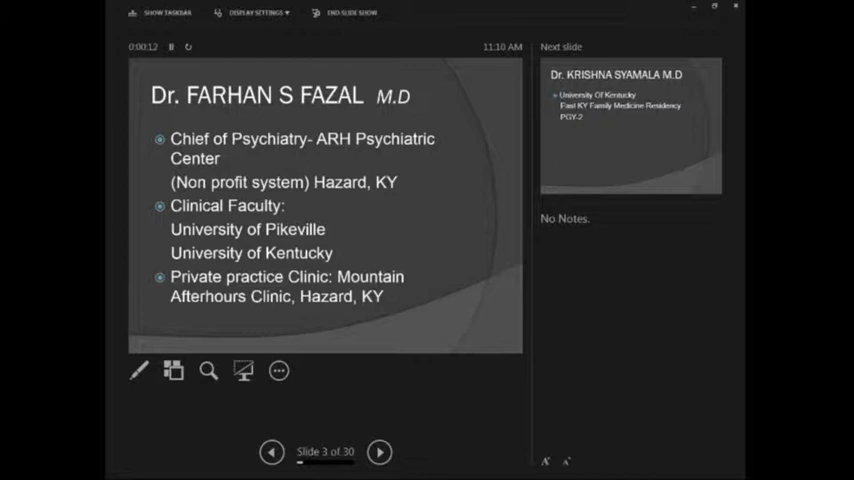 SHOW TASKBAR
DISPLAY SETTINGS
END SLIDE SHOW
0:00:12
11:10 AM
Dr. FARHAN S FAZAL M.D
Chief of Psychiatry- ARH Psychiatric
Center
(Non profit system) Hazard, KY
Clinical Faculty:
University of Pikeville
University of Kentucky
Private practice Clinic: Mountain
Afterhours Clinic, Hazard, KY
Next slide
Dr. KRISHNA SYAMALA M.D
University Of Kentucky
East KY Family Medicine Residency
PGY-2
No Notes.
Slide 3 of 30
A A